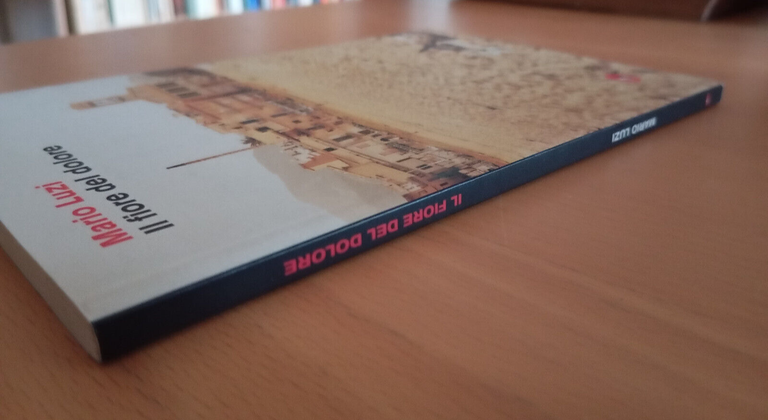 Mario Luzi
Il fiore del dolore
MARIO LUZI
IL FIORE DEL DOLORE